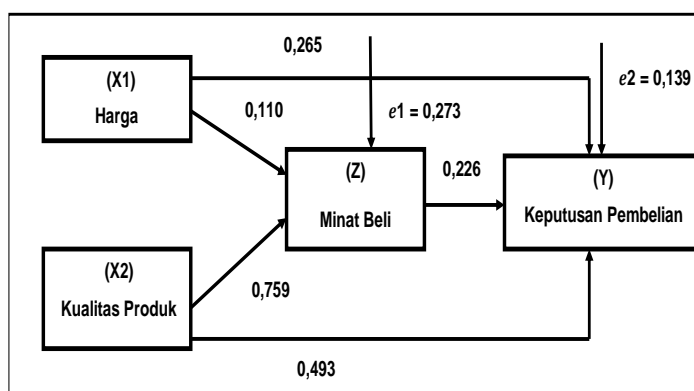 0,265
(X1)
Harga
0,110
e1 = 0,273
e2 = 0,139
(Z)
Minat Beli
0,226
(Y)
Keputusan Pembelian
(X2)
Kualitas Produk
0,759
0,493